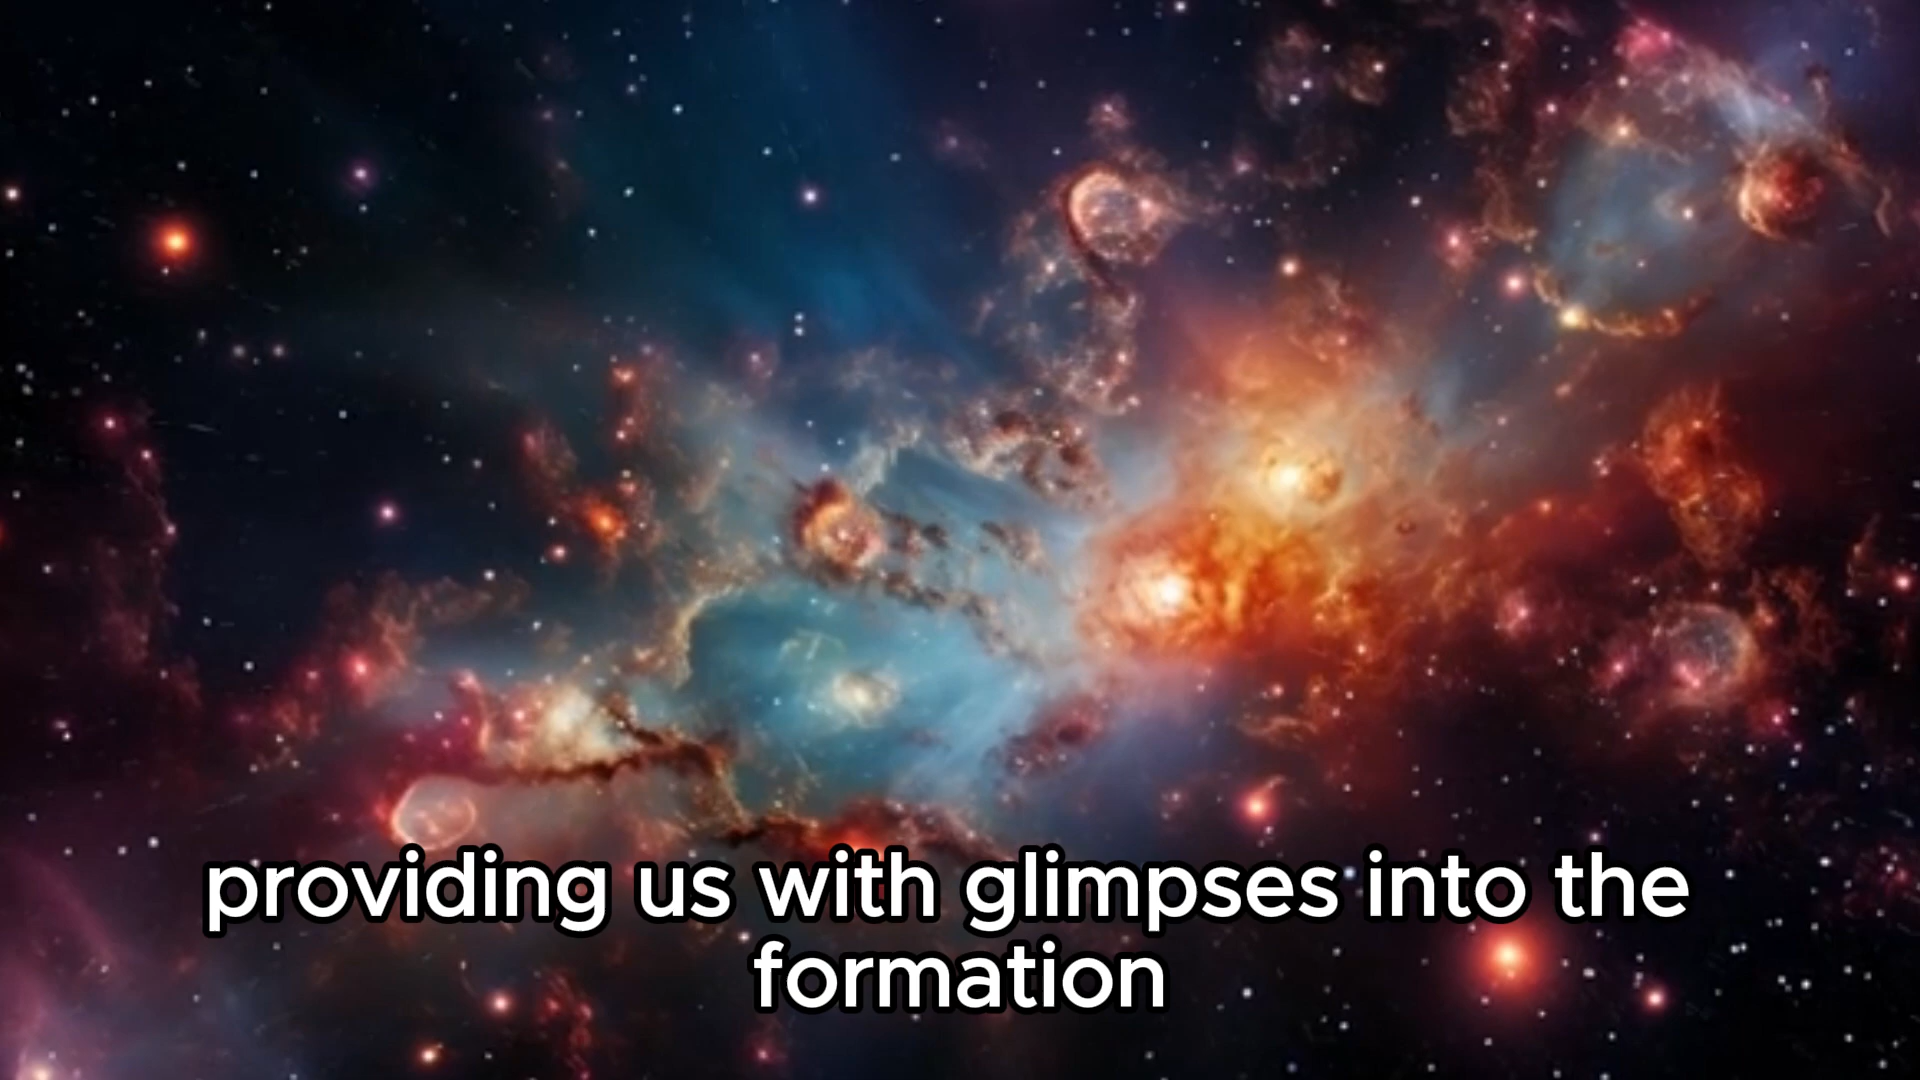 providing us with glimpses into the
formation